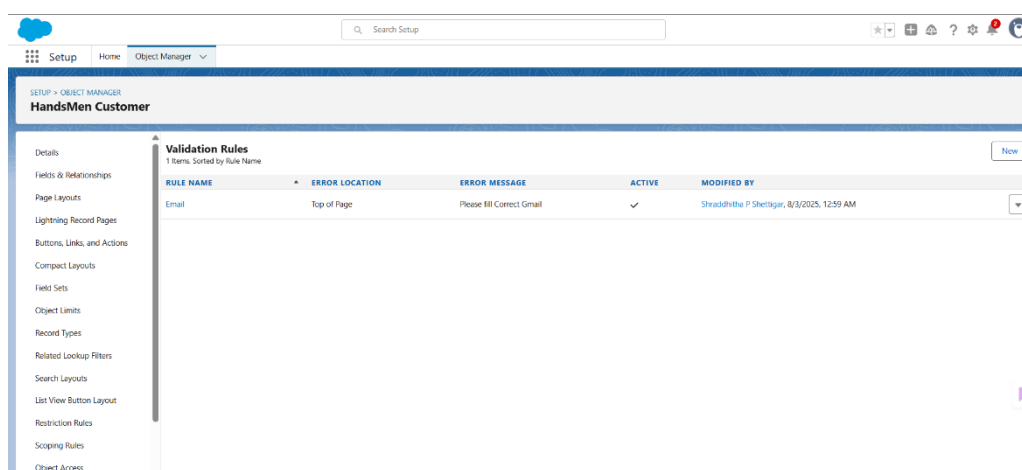 Search Setup
2
Setup
Home
Object Manager
SETUP > OBJECT MANAGER
HandsMen Customer
Details
Fields & Relationships
Page Layouts
Lightning Record Pages
Buttons, Links, and Actions
Compact Layouts
Field Sets
Object Limits
Record Types
Related Lookup Filters
Search Layouts
List View Button Layout
Restriction Rules
Scoping Rules
Object Access
Validation Rules
1 Items, Sorted by Rule Name
New
RULE NAME ERROR LOCATION ERROR MESSAGE ACTIVE MODIFIED BY
Email Top of Page Please fill Correct Gmail Shraddhitha P Shettigar, 8/3/2025, 12:59 AM